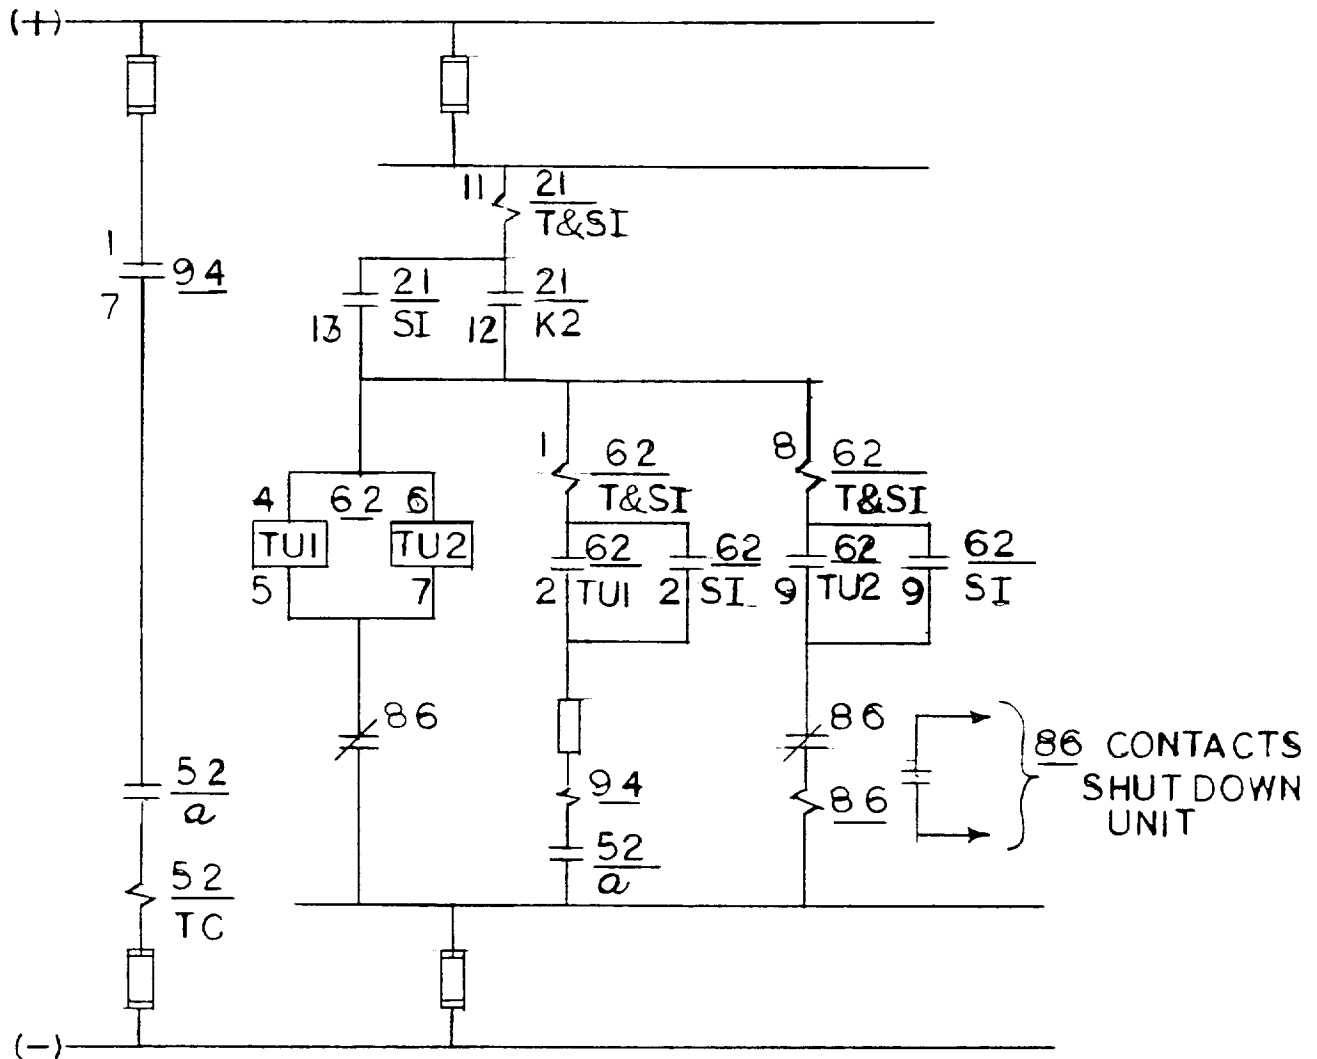 (+)
11 21
T&SI
1
94
7
21
SI
13
21
K2
12
1 62
T&SI
8 62
T&SI
4 62 6
TU1 TU2
5 7
62
TU1
2
62
SI
2
62
TU2
9
62
SI
9
86
86
94
86
86 CONTACTS
SHUT DOWN
UNIT
52
a
52
a
52
TC
(-)